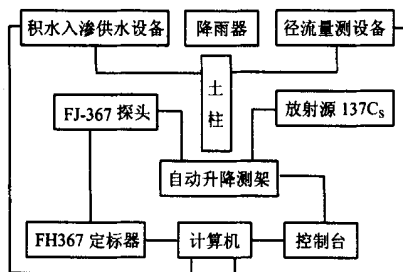 积水入渗供水设备
降雨器
径流量测设备
土
柱
FJ-367 探头
放射源 137Cs
自动升降测架
FH367 定标器
计算机
控制台